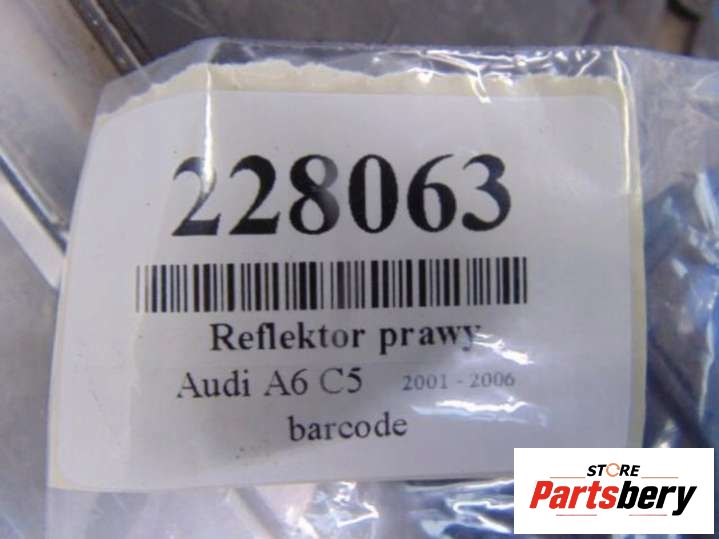 228063
Reflektor prawy
Audi A6 C5 2001 - 2006
barcode
STORE
Partsbery